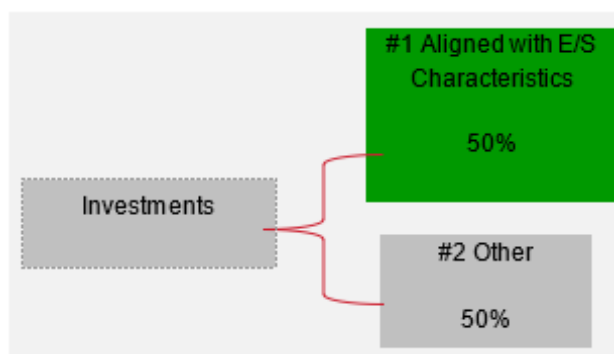 #1 Aligned with E/S
Characteristics
50%
Investments
#2 Other
50%